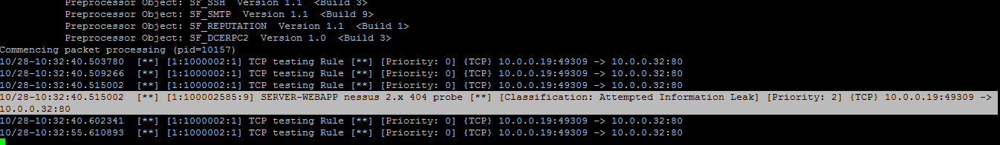 Preprocessor Object: SF_SSH  Version 1.1  <Build 3>
Preprocessor Object: SF_SMTP  Version 1.1  <Build 9>
Preprocessor Object: SF_REPUTATION  Version 1.1  <Build 1>
Preprocessor Object: SF_DCERPC2  Version 1.0  <Build 3>
Commencing packet processing (pid=10157)
10/28-10:32:40.503780  [**] [1:1000002:1] TCP testing Rule [**] [Priority: 0] {TCP} 10.0.0.19:49309 -> 10.0.0.32:80
10/28-10:32:40.509266  [**] [1:1000002:1] TCP testing Rule [**] [Priority: 0] {TCP} 10.0.0.19:49309 -> 10.0.0.32:80
10/28-10:32:40.515002  [**] [1:1000002:1] TCP testing Rule [**] [Priority: 0] {TCP} 10.0.0.19:49309 -> 10.0.0.32:80
10/28-10:32:40.515002  [**] [1:100002585:9] SERVER-WEBAPP nessus 2.x 404 probe [**] [Classification: Attempted Information Leak] [Priority: 2] {TCP} 10.0.0.19:49309 ->
10.0.0.32:80
10/28-10:32:40.602341  [**] [1:1000002:1] TCP testing Rule [**] [Priority: 0] {TCP} 10.0.0.19:49309 -> 10.0.0.32:80
10/28-10:32:55.610893  [**] [1:1000002:1] TCP testing Rule [**] [Priority: 0] {TCP} 10.0.0.19:49309 -> 10.0.0.32:80